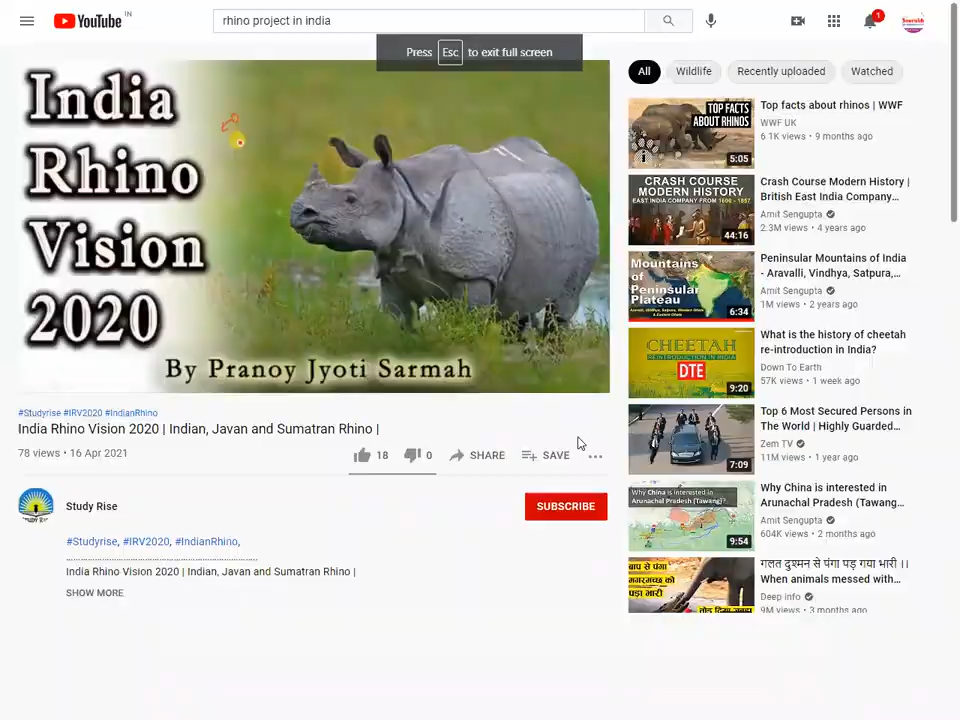 YouTube IN
rhino project in india
1
Press Esc to exit full screen
India
Rhino
Vision
2020
By Pranoy Jyoti Sarmah
#Studyrise #IRV2020 #IndianRhino
India Rhino Vision 2020 | Indian, Javan and Sumatran Rhino |
78 views • 16 Apr 2021
18
0
SHARE
SAVE
Study Rise
SUBSCRIBE
#Studyrise, #IRV2020, #IndianRhino,
India Rhino Vision 2020 | Indian, Javan and Sumatran Rhino |
SHOW MORE
All
Wildlife
Recently uploaded
Watched
TOP FACTS
ABOUT RHINOS
5:05
Top facts about rhinos | WWF
WWF UK
6.1K views • 9 months ago
CRASH COURSE
MODERN HISTORY
EAST INDIA COMPANY FROM 1600 - 1857
44:16
Crash Course Modern History |
British East India Company…
Amit Sengupta
2.3M views • 4 years ago
Mountains
of
Peninsular
Plateau
6:34
Peninsular Mountains of India
- Aravalli, Vindhya, Satpura,…
Amit Sengupta
1M views • 2 years ago
CHEETAH
RE-INTRODUCTION IN INDIA?
DTE
9:20
What is the history of cheetah
re-introduction in India?
Down To Earth
57K views • 1 week ago
7:09
Top 6 Most Secured Persons in
The World | Highly Guarded…
Zem TV
11M views • 1 year ago
Why China is interested in
Arunachal Pradesh (Tawang)?
9:54
Why China is interested in
Arunachal Pradesh (Tawang…
Amit Sengupta
604K views • 2 months ago
बाप से पंगा
मगरमच्छ को
पड़ा भारी
गलत दुश्मन से पंगा पड़ गया भारी ।।
When animals messed with…
Deep info
9M views • 3 months ago